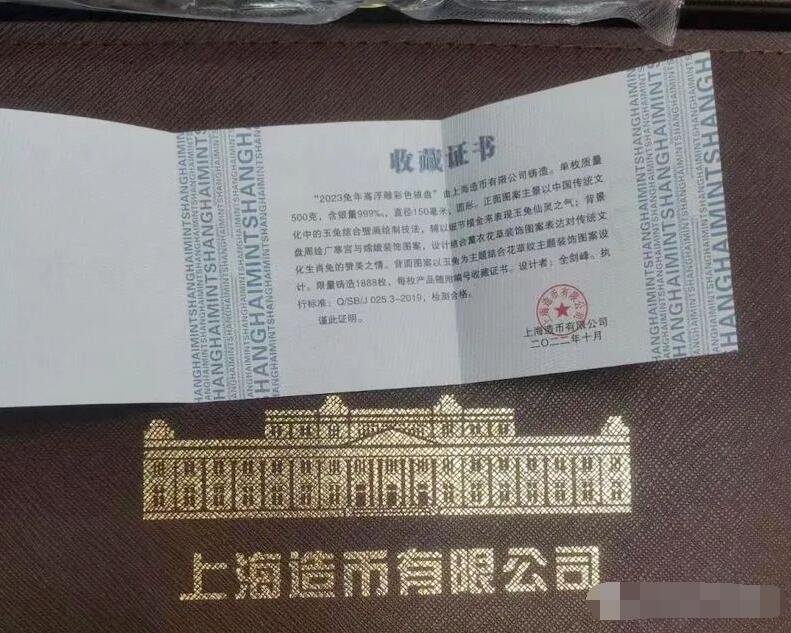 收藏证书
“2023兔年高浮雕彩色银盘”由上海造币有限公司铸造。单枚质量
500克，含银量999‰，直径150毫米，圆形。正面图案主景以中国传统文
化中的玉兔结合壁画绘制技法，辅以细节模金来表现玉兔仙灵之气；背景
盘周绘广寒宫与嫦娥装饰图案，设计结合薰衣花草装饰图案表达对传统文
化生肖兔的赞美之情。背面图案以玉兔为主题结合花草纹主题装饰图案设
计。限量铸造1888枚，每枚产品随附编号收藏证书。设计者：全剑峰。执
行标准：Q/SB/J 025.3-2019，检测合格。
谨此证明。
上海造币有限公司
二〇二二年十月
SHANGHAIMINT
上海造币有限公司